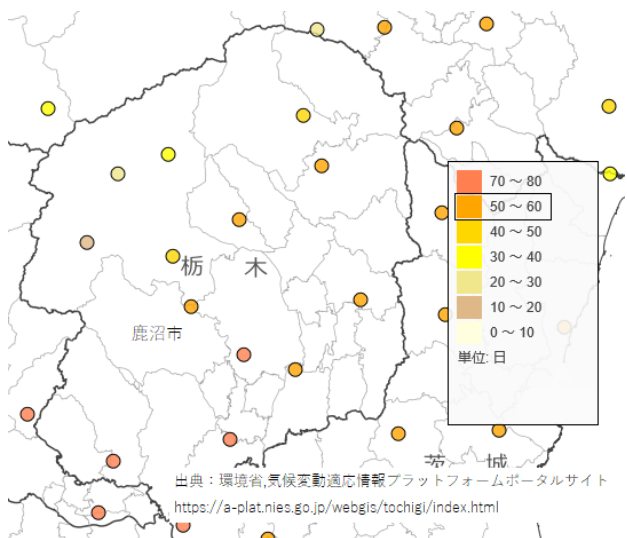 70 ～ 80
50 ～ 60
40 ～ 50
30 ～ 40
20 ～ 30
10 ～ 20
0 ～ 10
単位: 日
栃 木
鹿沼市
茨 城
出典：環境省,気候変動適応情報プラットフォームポータルサイト
https://a-plat.nies.go.jp/webgis/tochigi/index.html